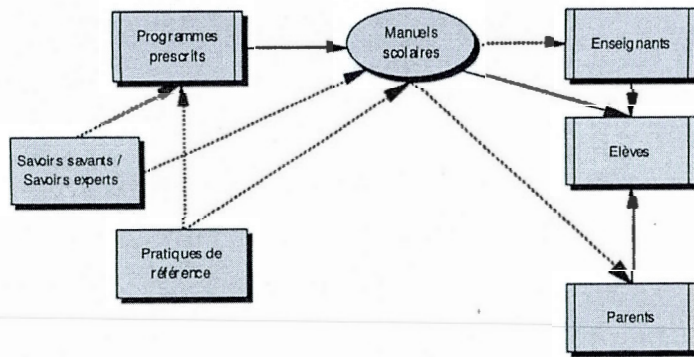 Programmes
prescrits
Manuels
scolaires
Enseignants
Savoirs savants /
Savoirs experts
Elèves
Pratiques de
référence
Parents